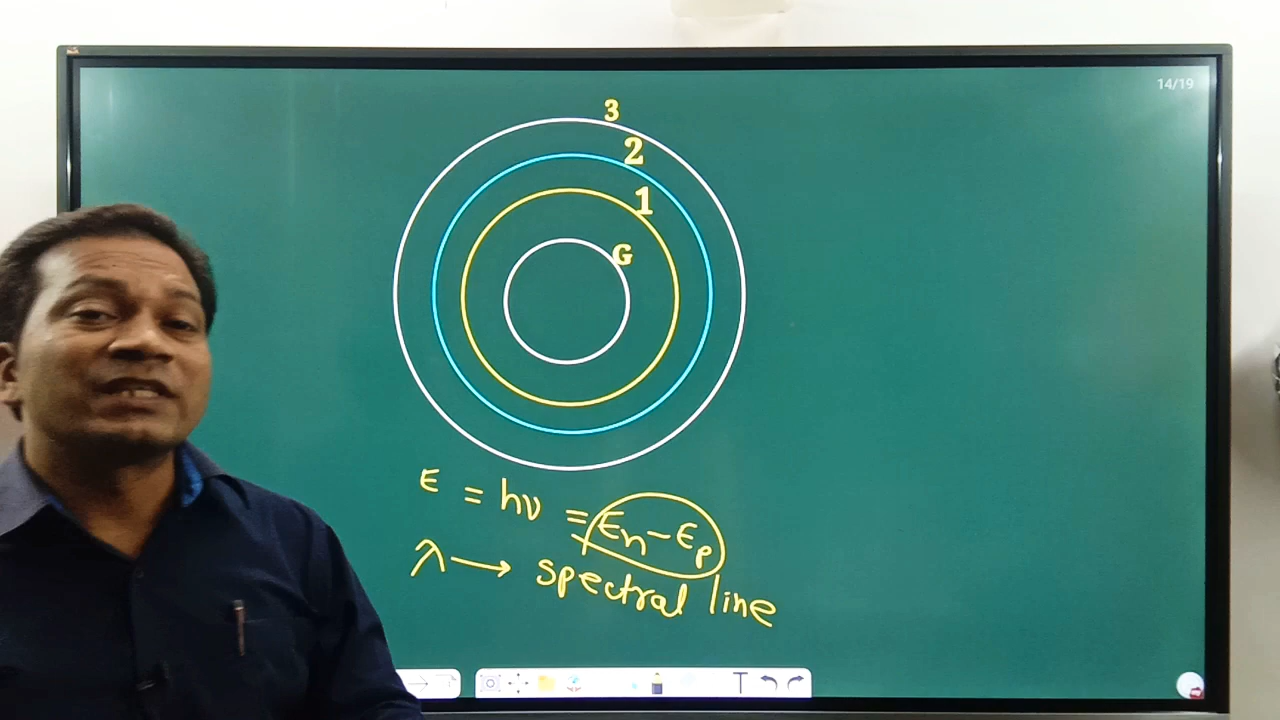 14/19
3
2
1
G
E = hν = En - Ep
λ → spectral line
T